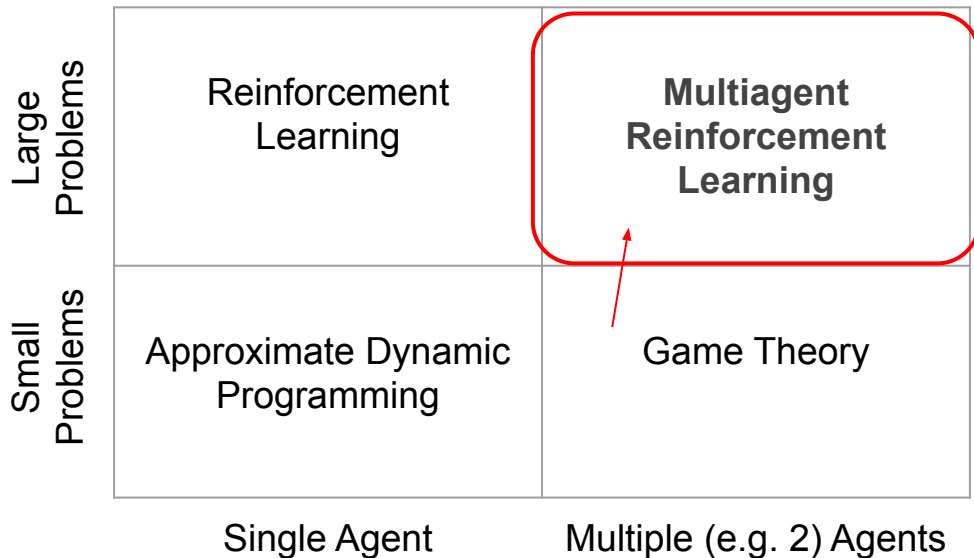 Large
Problems
Reinforcement
Learning
Multiagent
Reinforcement
Learning
Small
Problems
Approximate Dynamic
Programming
Game Theory
Single Agent
Multiple (e.g. 2) Agents